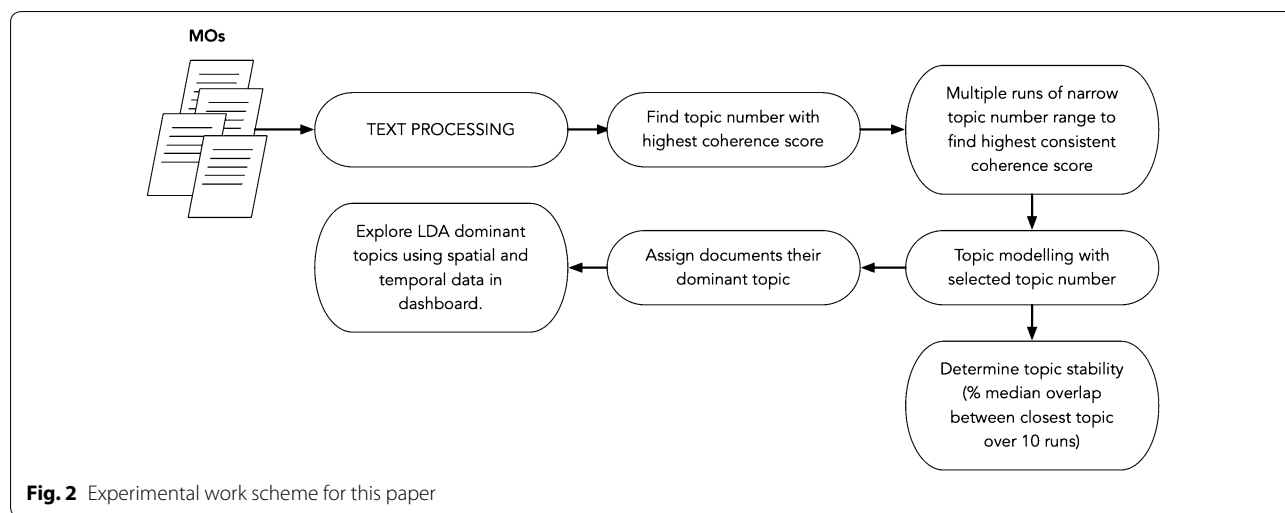 MOs
TEXT PROCESSING
Find topic number with
highest coherence score
Multiple runs of narrow
topic number range to
find highest consistent
coherence score
Topic modelling with
selected topic number
Assign documents their
dominant topic
Explore LDA dominant
topics using spatial and
temporal data in
dashboard.
Determine topic stability
(% median overlap
between closest topic
over 10 runs)
Fig. 2 Experimental work scheme for this paper